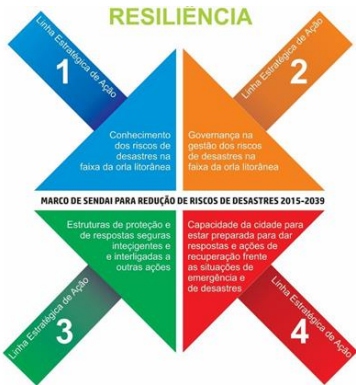 RESILIÊNCIA
Linha Estratégica de Ação
1
Linha Estratégica de Ação
2
Conhecimento
dos riscos de
desastres na
faixa da orla litorânea
Governança na
gestão dos riscos
de desastres na
faixa da orla litorânea
MARCO DE SENDAI PARA REDUÇÃO DE RISCOS DE DESASTRES 2015-2039
Estruturas de proteção e
de respostas seguras
inteçigentes e
e interligadas a
outras ações
Capacidade da cidade para
estar preparada para dar
respostas e ações de
recuperação frente
as situações de
emergência e
de desastres
Linha Estratégica de Ação
3
Linha Estratégica de Ação
4